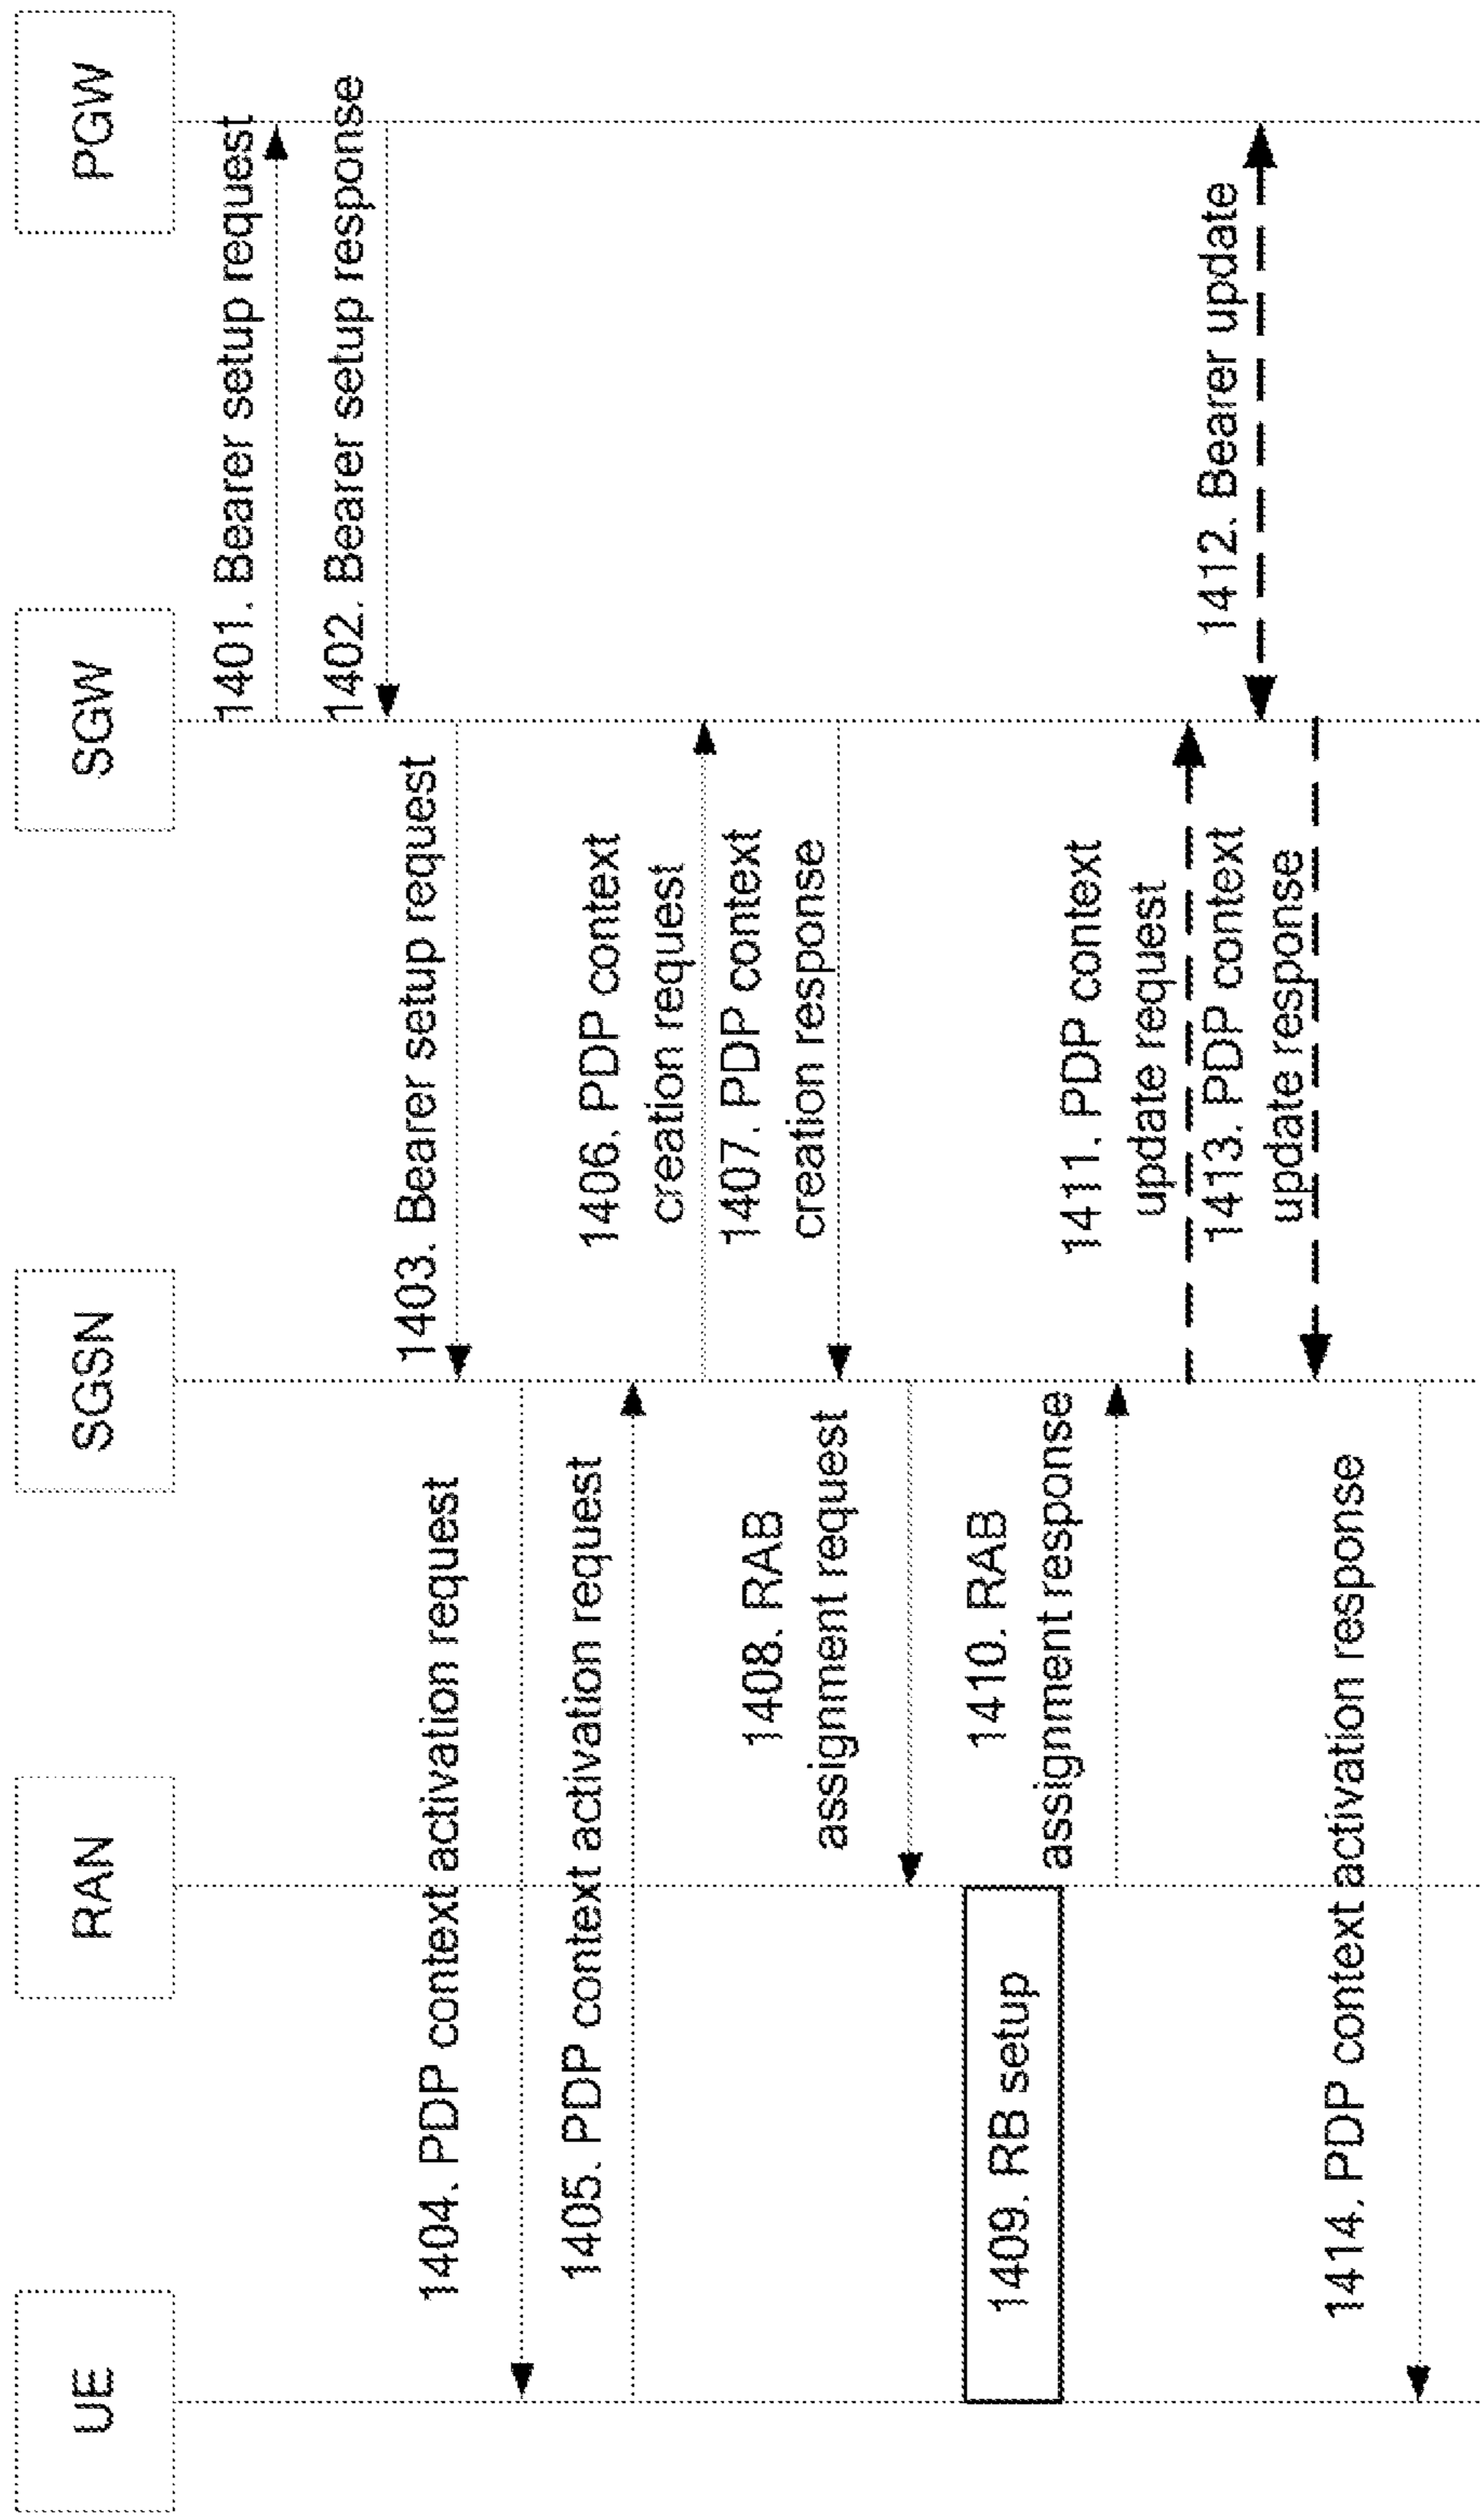 UE
RAN
SGSN
SGW
PGW
1401. Bearer setup request
1402. Bearer setup response
1403. Bearer setup request
1404. PDP context activation request
1405. PDP context activation request
1406. PDP context
creation request
1407. PDP context
creation response
1408. RAB
assignment request
1409. RB setup
1410. RAB
assignment response
1411. PDP context
update request
1412. Bearer update
1413. PDP context
update response
1414. PDP context activation response